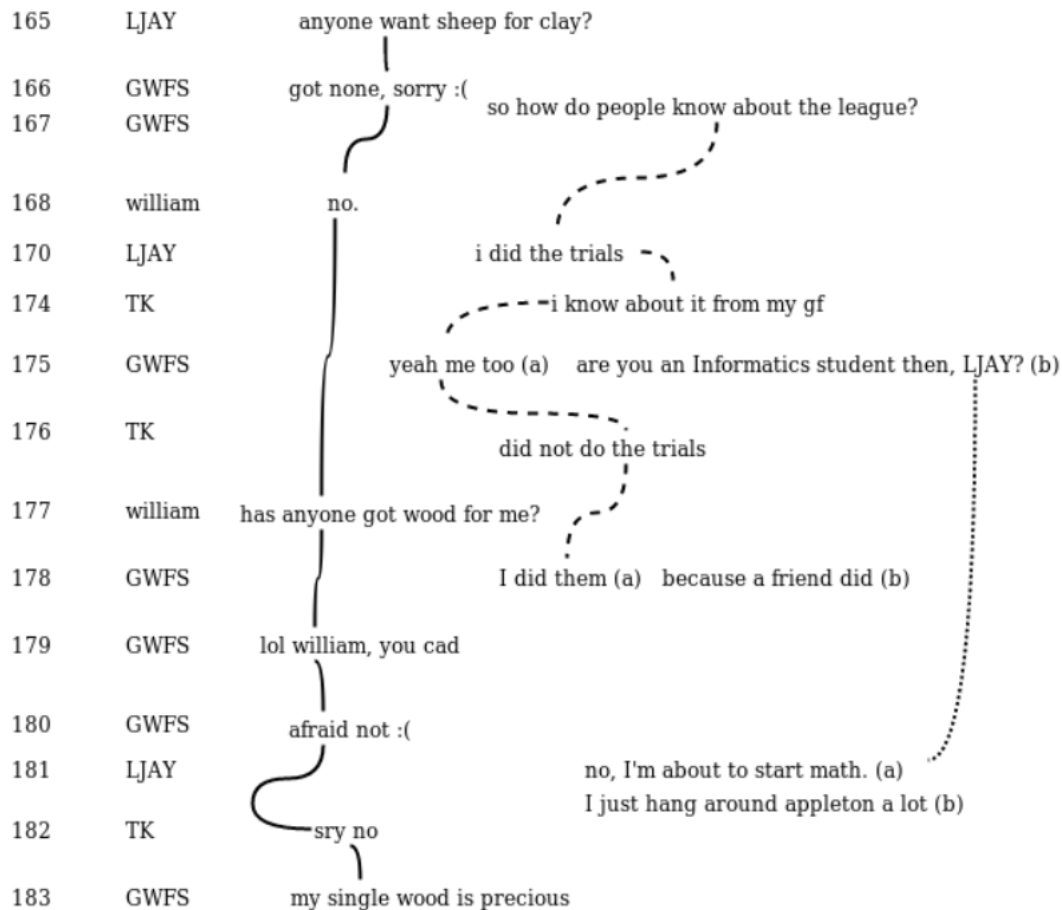 165 LJAY anyone want sheep for clay?
166 GWFS got none, sorry :(
167 GWFS so how do people know about the league?
168 william no.
170 LJAY i did the trials
174 TK i know about it from my gf
175 GWFS yeah me too (a) are you an Informatics student then, LJAY? (b)
176 TK did not do the trials
177 william has anyone got wood for me?
178 GWFS I did them (a) because a friend did (b)
179 GWFS lol william, you cad
180 GWFS afraid not :(
181 LJAY no, I'm about to start math. (a)
I just hang around appleton a lot (b)
182 TK sry no
183 GWFS my single wood is precious